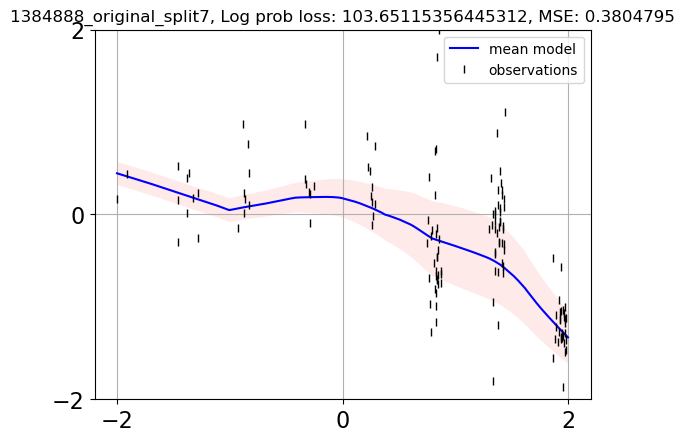 1384888_original_split7, Log prob loss: 103.65115356445312, MSE: 0.3804795
2
mean model
observations
0
−2
−2
0
2